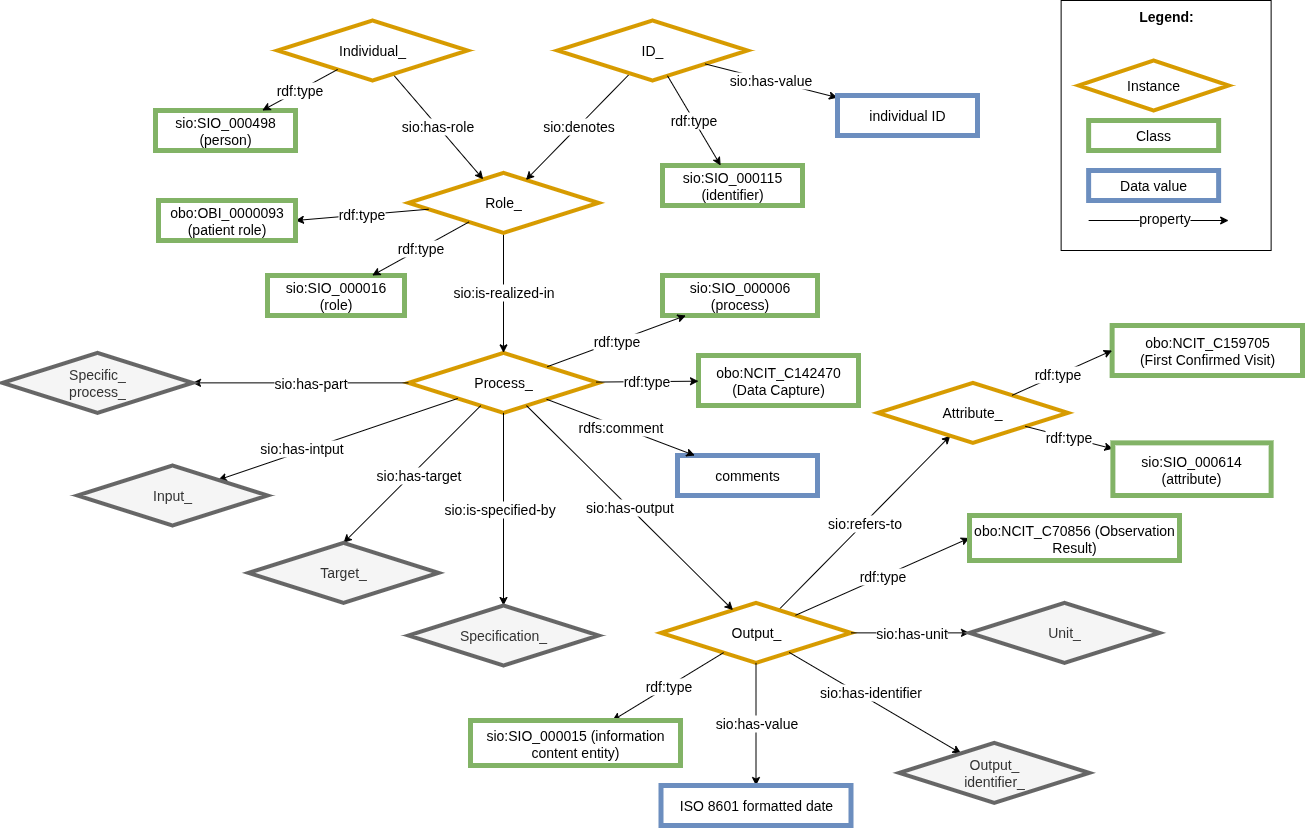 Legend:
Individual_
ID_
Instance
rdf:type
sio:has-value
sio:SIO_000498
(person)
sio:has-role
sio:denotes
rdf:type
individual ID
Class
sio:SIO_000115
(identifier)
Data value
Role_
obo:OBI_0000093
(patient role)
rdf:type
property
rdf:type
sio:SIO_000016
(role)
sio:is-realized-in
sio:SIO_000006
(process)
rdf:type
obo:NCIT_C159705
(First Confirmed Visit)
Specific_
process_
sio:has-part
Process_
rdf:type
obo:NCIT_C142470
(Data Capture)
rdf:type
Attribute_
rdfs:comment
rdf:type
sio:has-intput
sio:SIO_000614
(attribute)
sio:has-target
comments
Input_
sio:is-specified-by
sio:has-output
sio:refers-to
obo:NCIT_C70856 (Observation
Result)
Target_
rdf:type
Specification_
Output_
sio:has-unit
Unit_
rdf:type
sio:has-identifier
sio:has-value
sio:SIO_000015 (information
content entity)
Output_
identifier_
ISO 8601 formatted date